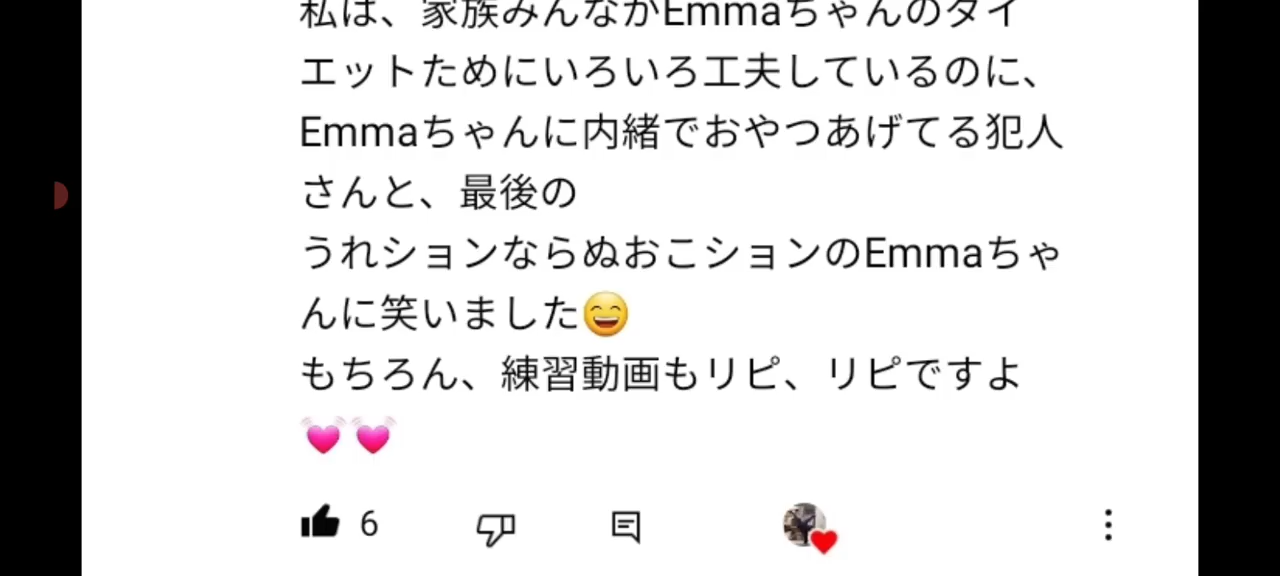 私は、家族みんながEmmaちゃんのダイ
エットためにいろいろ工夫しているのに、
Emmaちゃんに内緒でおやつあげてる犯人
さんと、最後の
うれションならぬおこションのEmmaちゃ
んに笑いました😄
もちろん、練習動画もリピ、リピですよ
💓💓
6